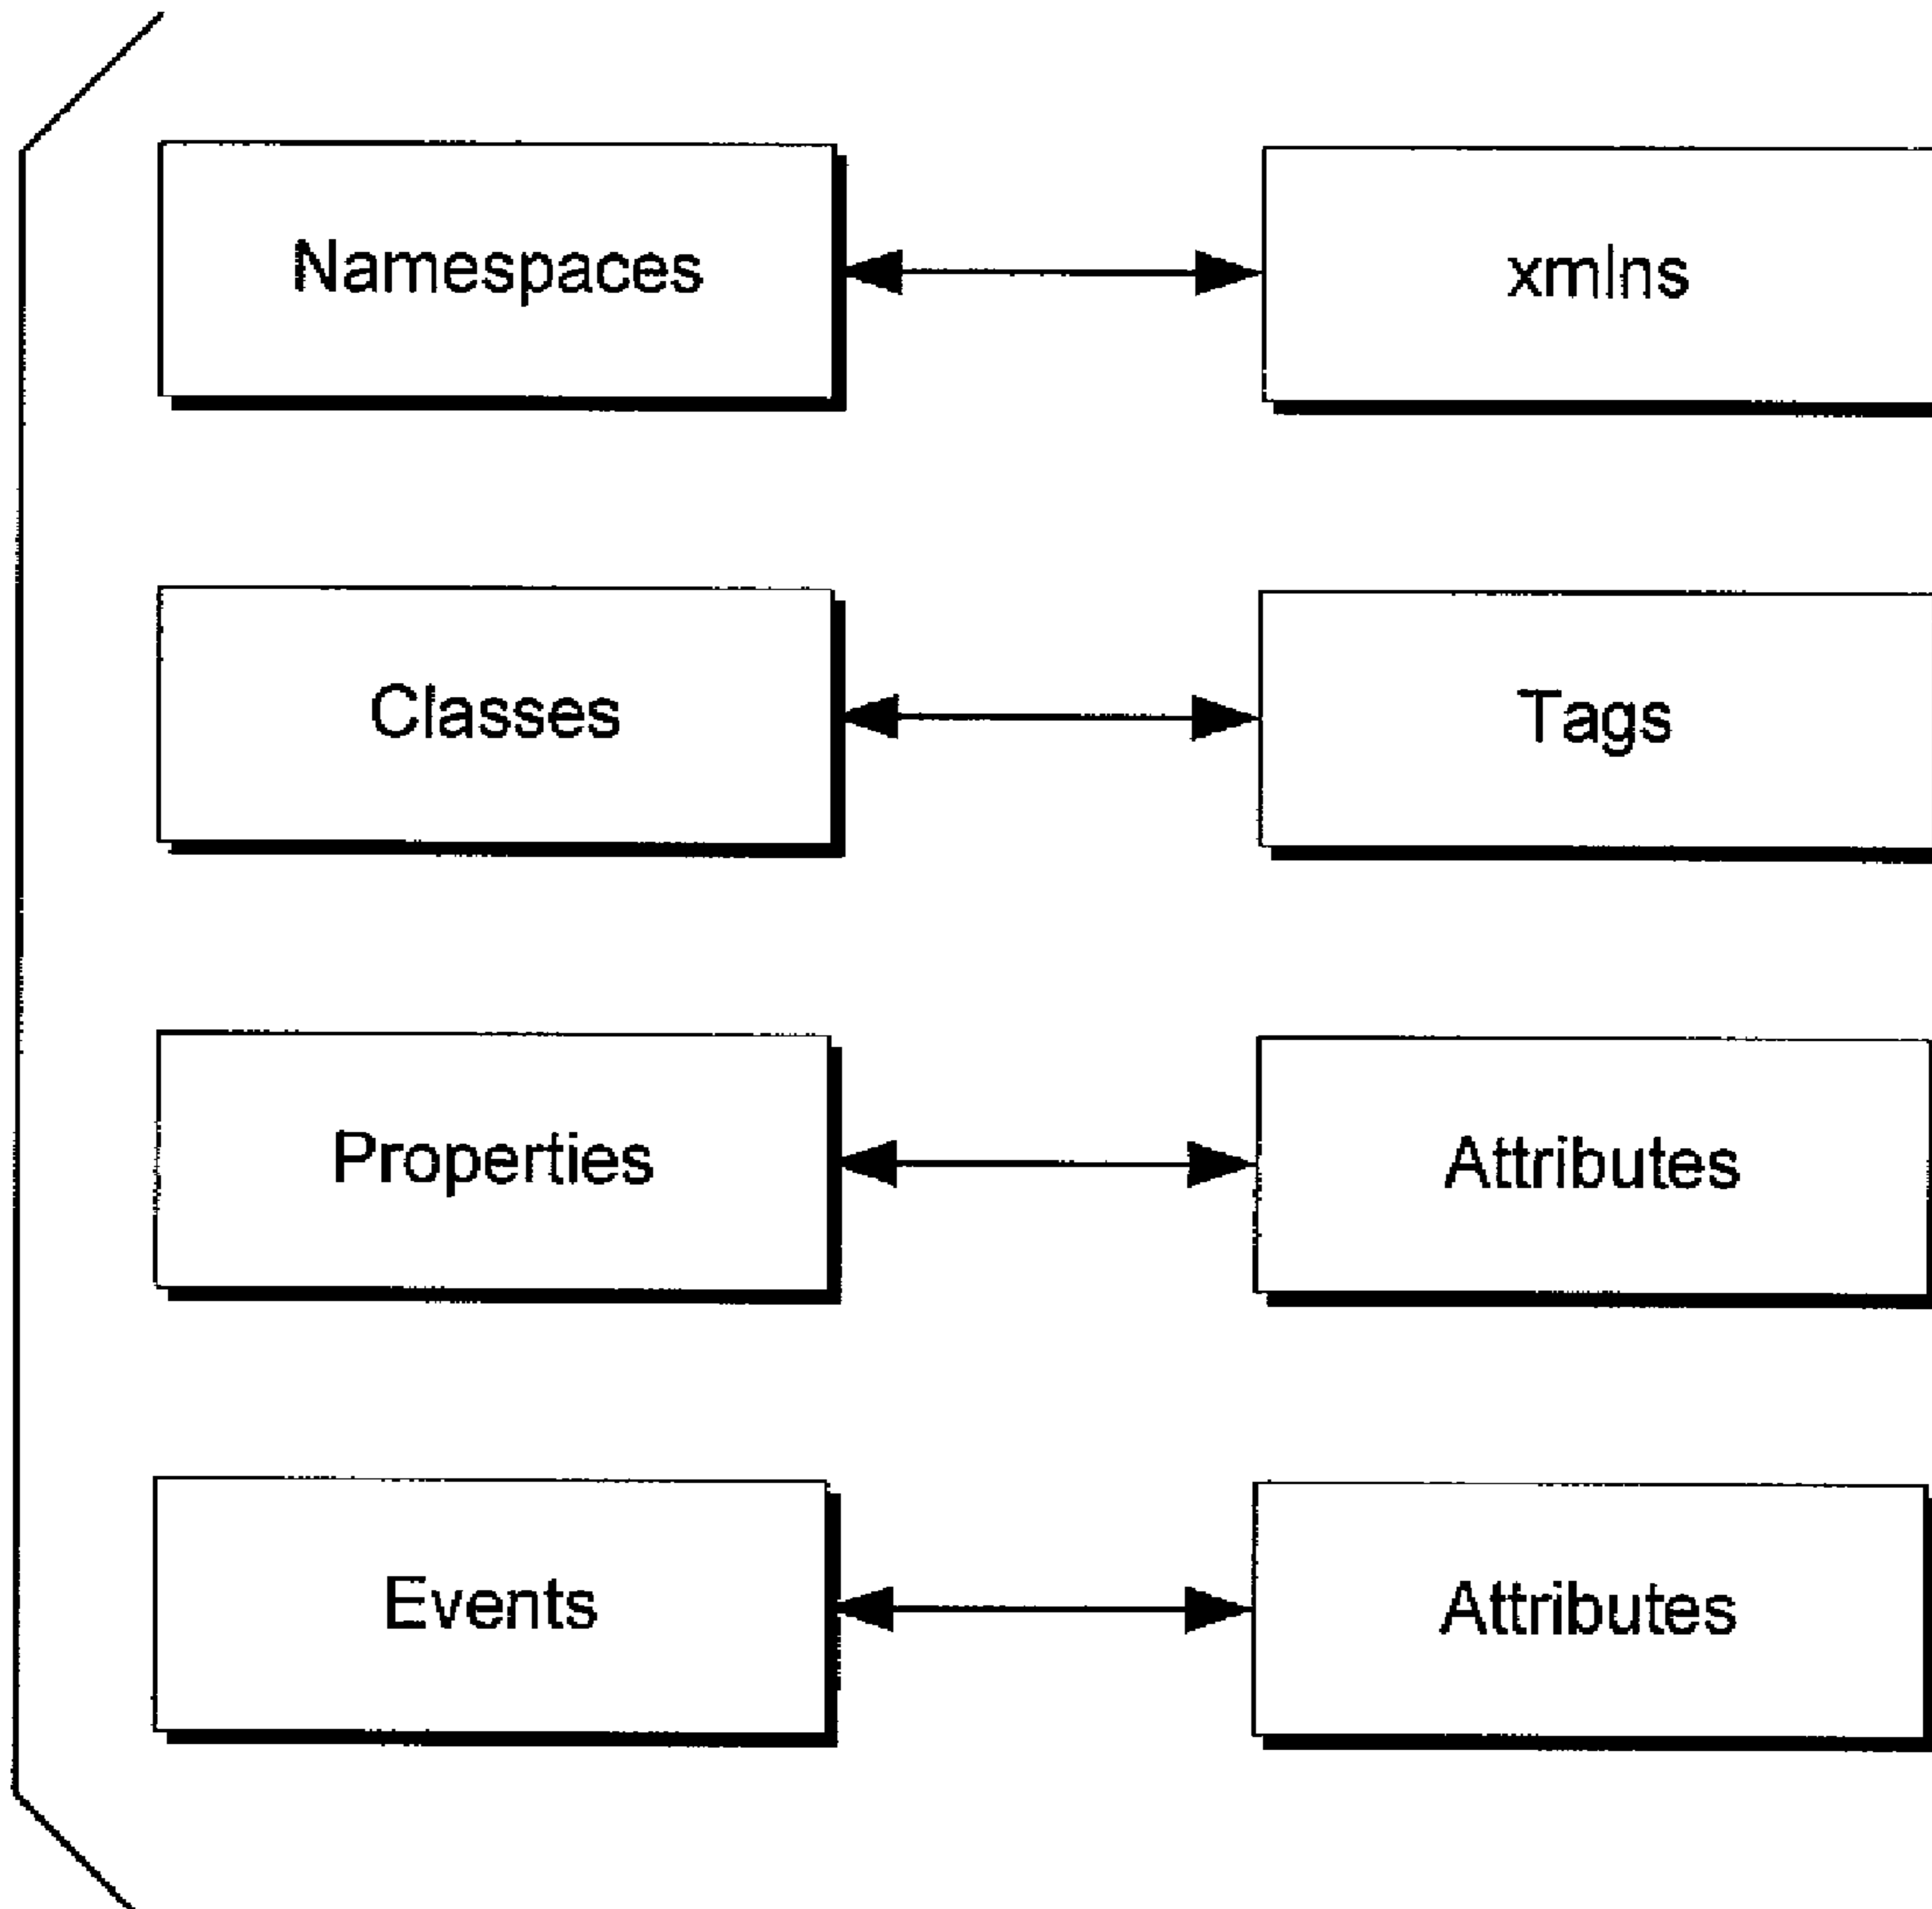 Namespaces
xmlns
Classes
Tags
Properties
Attributes
Events
Attributes